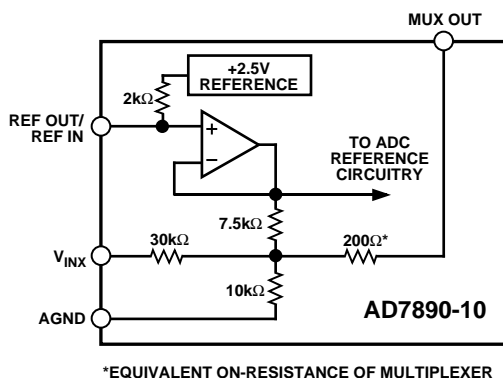 MUX OUT
+2.5V
REFERENCE
2kΩ
REF OUT/
REF IN
+
–
TO ADC
REFERENCE
CIRCUITRY
7.5kΩ
30kΩ
200Ω*
VINX
10kΩ
AD7890-10
AGND
*EQUIVALENT ON-RESISTANCE OF MULTIPLEXER